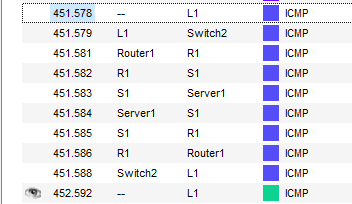 451.578 -- L1 ICMP
451.579 L1 Switch2 ICMP
451.581 Router1 R1 ICMP
451.582 R1 S1 ICMP
451.583 S1 Server1 ICMP
451.584 Server1 S1 ICMP
451.585 S1 R1 ICMP
451.586 R1 Router1 ICMP
451.588 Switch2 L1 ICMP
452.592 -- L1 ICMP